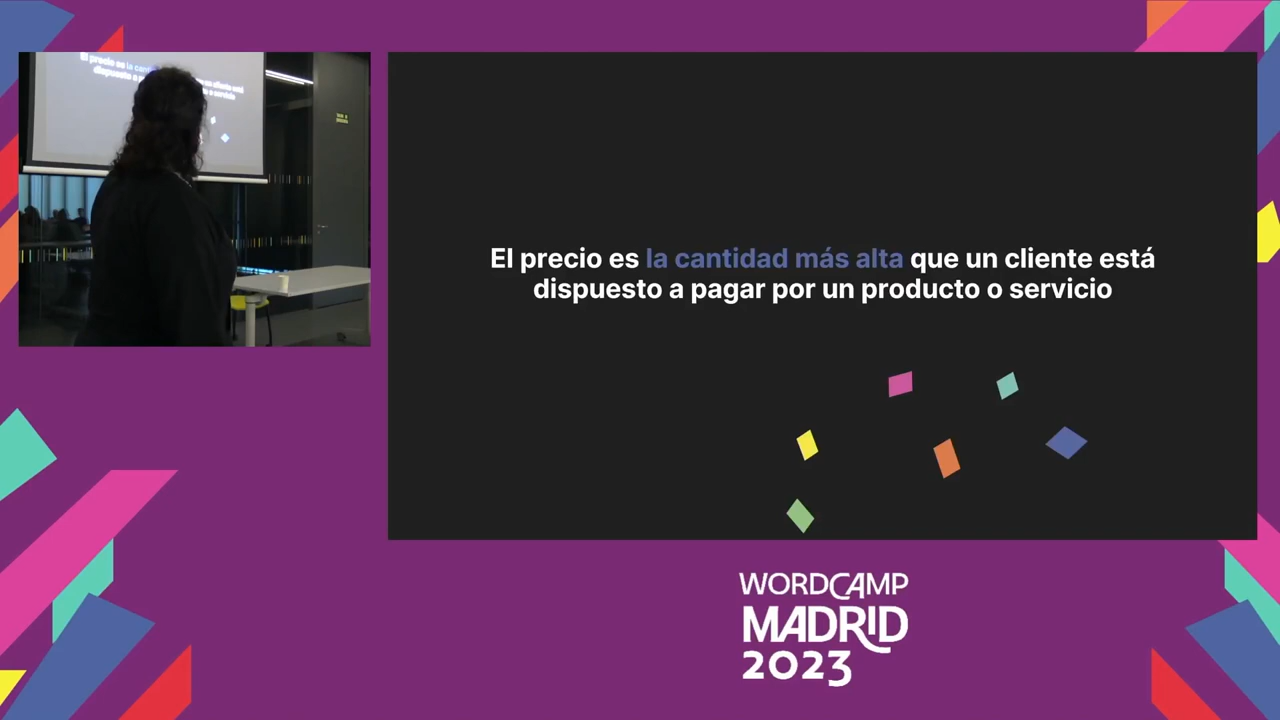 El precio es la cantidad más alta que un cliente está
dispuesto a pagar por un producto o servicio
WORDCAMP
MADRID
2023